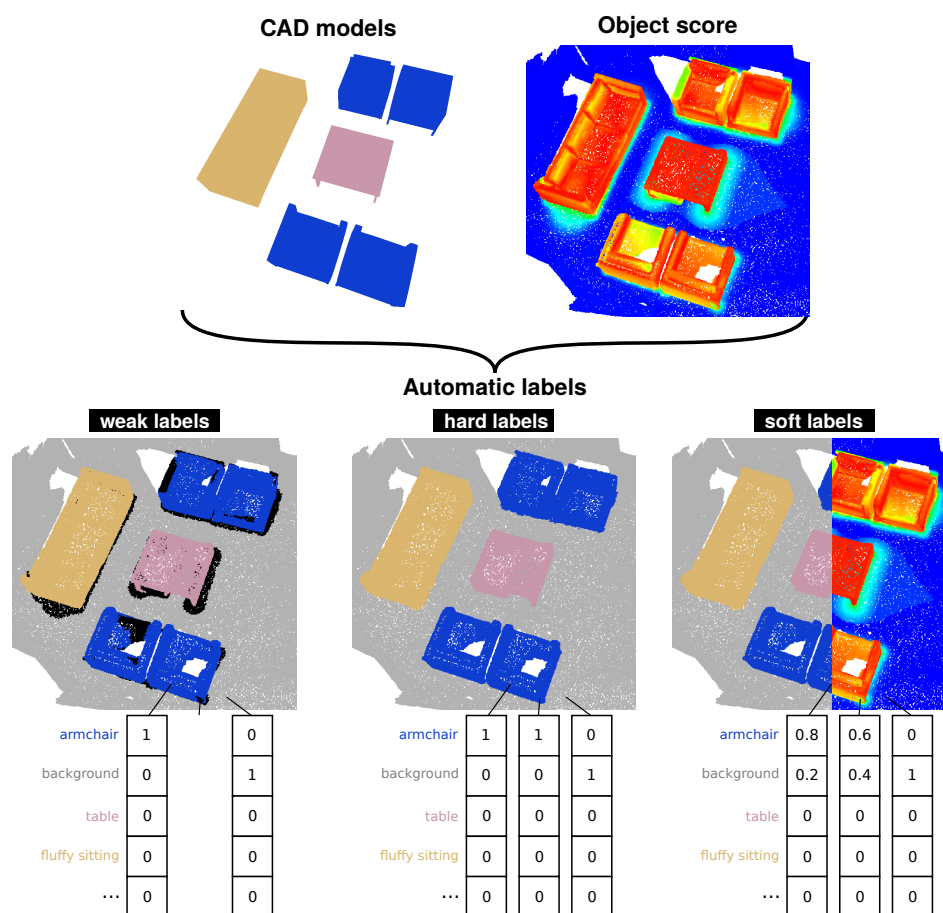 CAD models
Object score
Automatic labels
weak labels
hard labels
soft labels
armchair 1 0
background 0 1
table 0 0
fluffy sitting 0 0
... 0 0
armchair 1 1 0
background 0 0 1
table 0 0 0
fluffy sitting 0 0 0
... 0 0 0
armchair 0.8 0.6 0
background 0.2 0.4 1
table 0 0 0
fluffy sitting 0 0 0
... 0 0 0